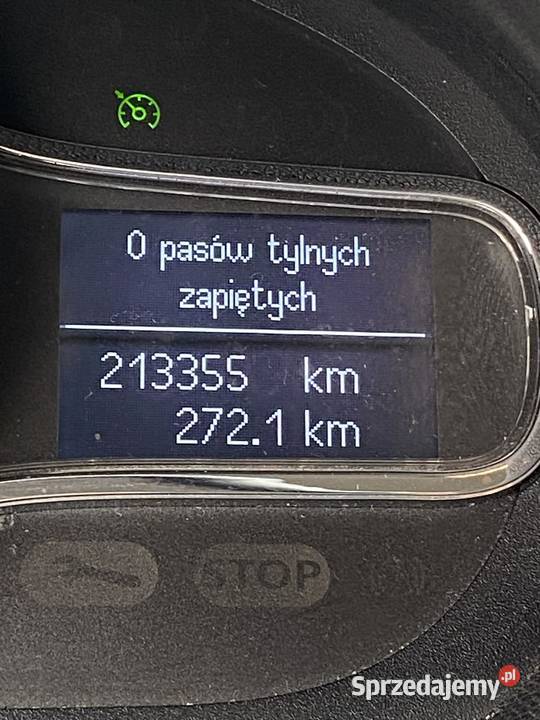 0 pasów tylnych
zapiętych
213355 km
272.1 km
STOP
Sprzedajemy.pl